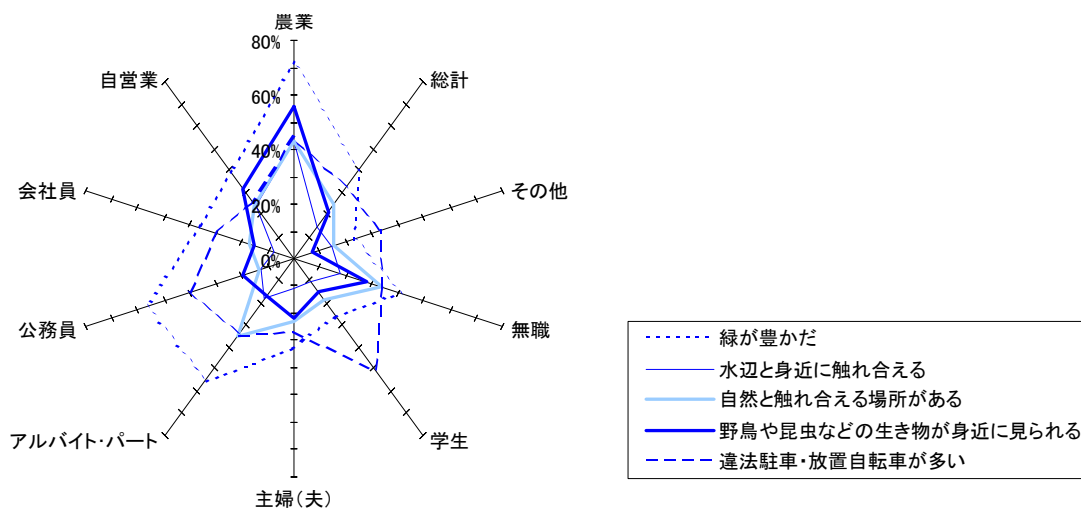 農業
80%
自営業
総計
60%
40%
会社員
その他
20%
0%
公務員
無職
アルバイト・パート
学生
主婦(夫)
緑が豊かだ
水辺と身近に触れ合える
自然と触れ合える場所がある
野鳥や昆虫などの生き物が身近に見られる
違法駐車・放置自転車が多い